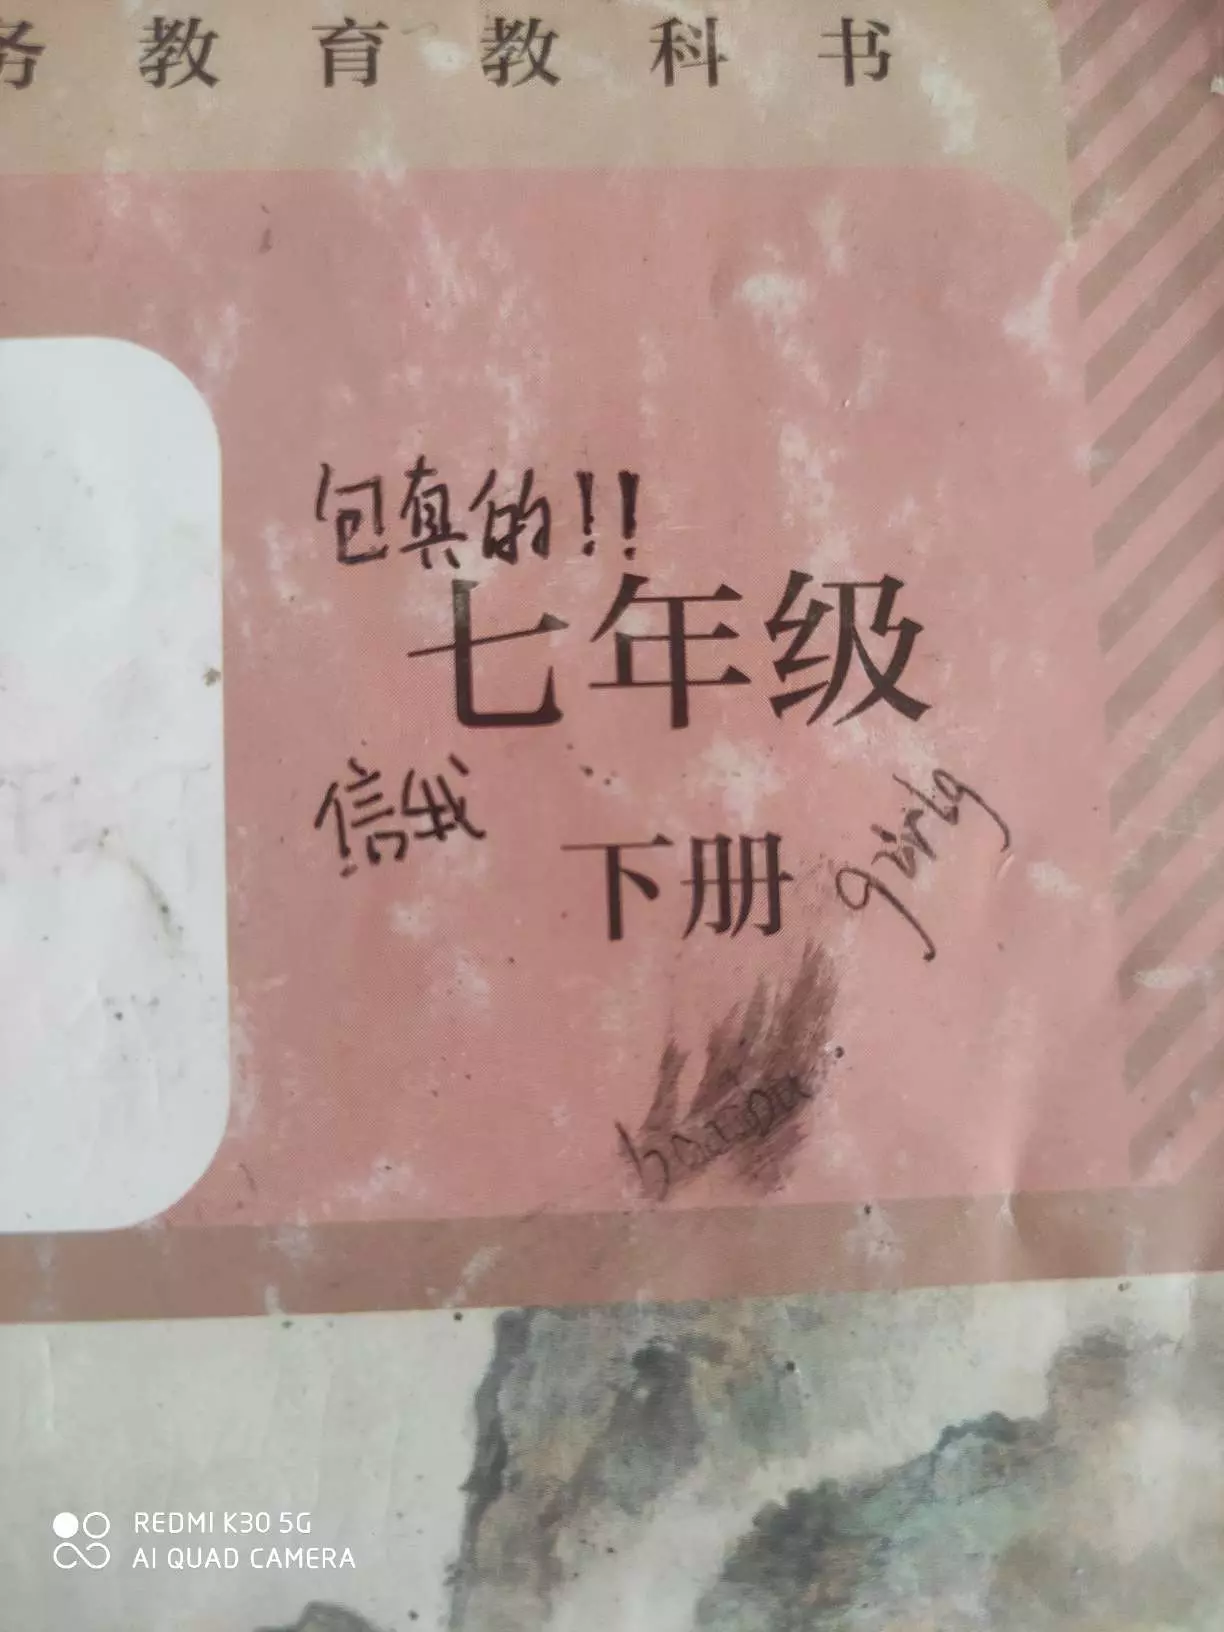 务教育教科书
包真的!!
七年级
信我
下册
girlg
REDMI K30 5G
AI QUAD CAMERA